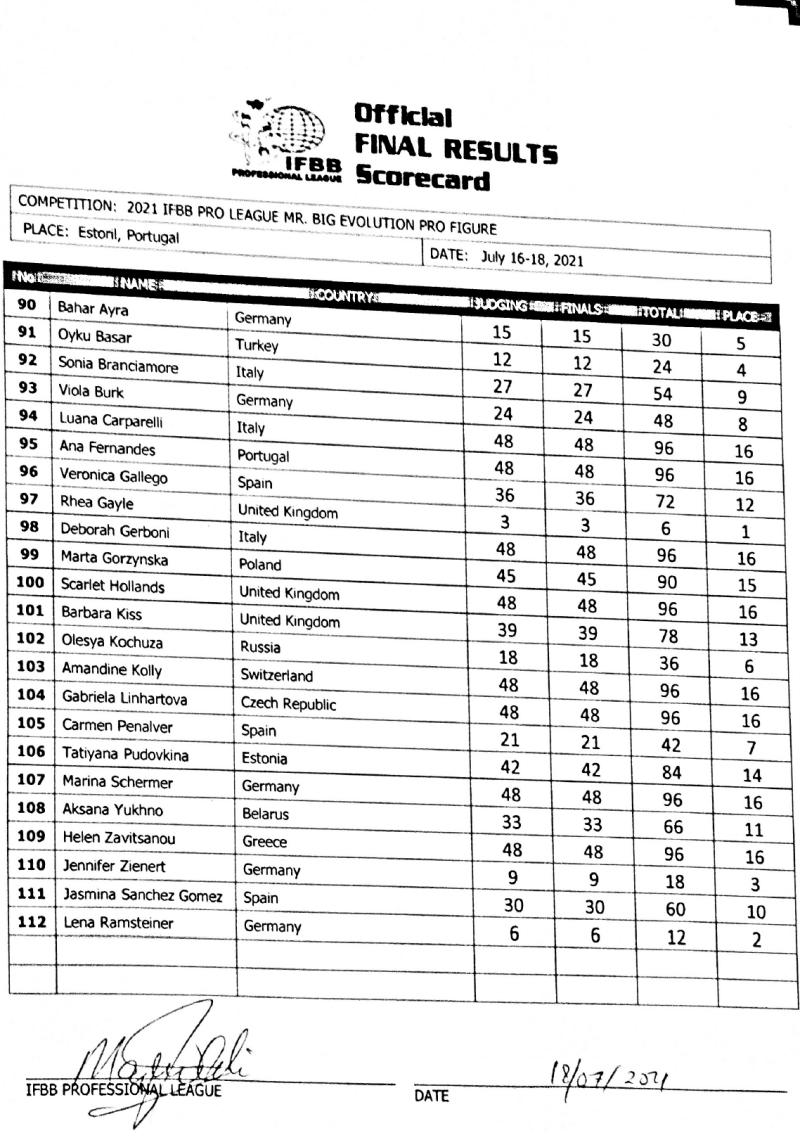 Official
FINAL RESULTS
Scorecard
IFBB
PROFESSIONAL LEAGUE
COMPETITION: 2021 IFBB PRO LEAGUE MR. BIG EVOLUTION PRO FIGURE
PLACE: Estoril, Portugal DATE: July 16-18, 2021
No NAME COUNTRY JUDGING FINALS TOTAL PLACE
90 Bahar Ayra Germany 15 15 30 5
91 Oyku Basar Turkey 12 12 24 4
92 Sonia Branciamore Italy 27 27 54 9
93 Viola Burk Germany 24 24 48 8
94 Luana Carparelli Italy 48 48 96 16
95 Ana Fernandes Portugal 48 48 96 16
96 Veronica Gallego Spain 36 36 72 12
97 Rhea Gayle United Kingdom 3 3 6 1
98 Deborah Gerboni Italy 48 48 96 16
99 Marta Gorzynska Poland 45 45 90 15
100 Scarlet Hollands United Kingdom 48 48 96 16
101 Barbara Kiss United Kingdom 39 39 78 13
102 Olesya Kochuza Russia 18 18 36 6
103 Amandine Kolly Switzerland 48 48 96 16
104 Gabriela Linhartova Czech Republic 48 48 96 16
105 Carmen Penalver Spain 21 21 42 7
106 Tatiyana Pudovkina Estonia 42 42 84 14
107 Marina Schermer Germany 48 48 96 16
108 Aksana Yukhno Belarus 33 33 66 11
109 Helen Zavitsanou Greece 48 48 96 16
110 Jennifer Zienert Germany 9 9 18 3
111 Jasmina Sanchez Gomez Spain 30 30 60 10
112 Lena Ramsteiner Germany 6 6 12 2
18/07/2021
IFBB PROFESSIONAL LEAGUE DATE